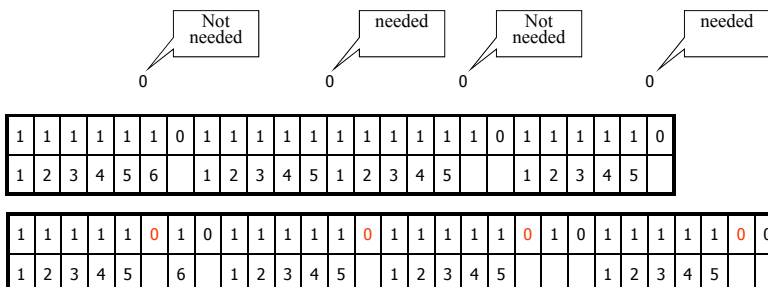 Not needed Not needed
needed needed
0 0 0 0
1 1 1 1 1 1 0 1 1 1 1 1 1 1 1 1 1 1 0 1 1 1 1 1 0
1 2 3 4 5 6 1 2 3 4 5 1 2 3 4 5 1 2 3 4 5
1 1 1 1 1 0 1 0 1 1 1 1 1 0 1 1 1 1 1 0 1 0 1 1 1 1 1 0 0
1 2 3 4 5 6 1 2 3 4 5 1 2 3 4 5 1 2 3 4 5